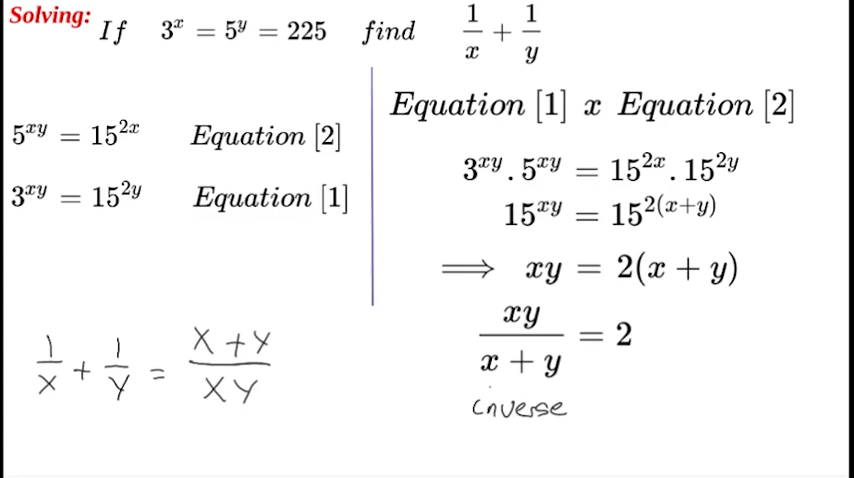 Solving: If 3^x = 5^y = 225 find 1/x + 1/y
5^{xy} = 15^{2x} Equation [2]
3^{xy} = 15^{2y} Equation [1]
1/X + 1/Y = X+Y/XY
Equation [1] x Equation [2]
3^{xy} . 5^{xy} = 15^{2x} . 15^{2y}
15^{xy} = 15^{2(x+y)}
⟹ xy = 2(x + y)
xy/x + y = 2
inverse